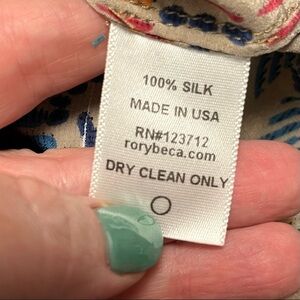 100% SILK
MADE IN USA
RN#123712
rorybeca.com
DRY CLEAN ONLY